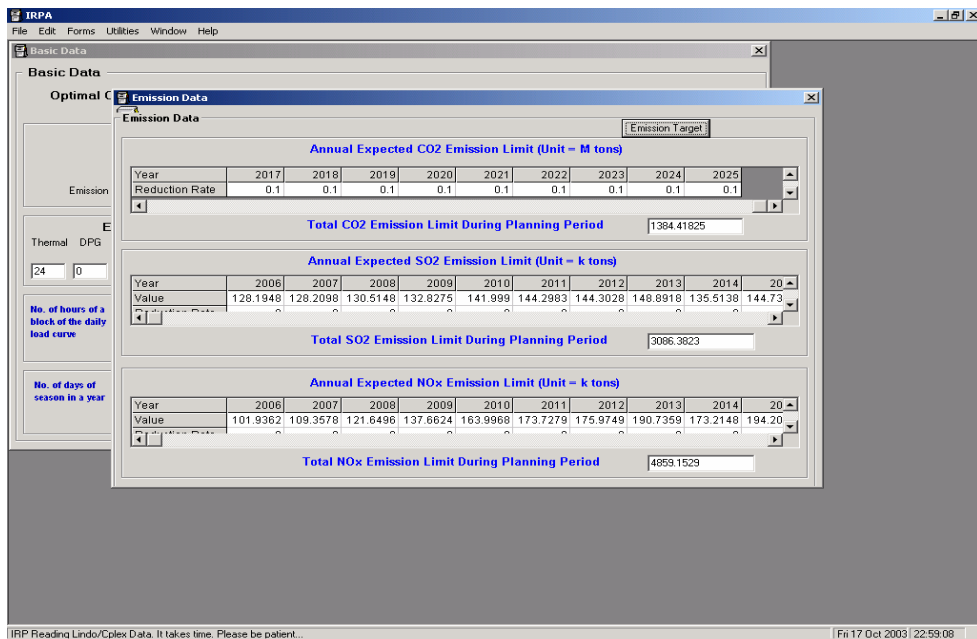 IRPA
File Edit Forms Utilities Window Help
Basic Data
Basic Data
Optimal C
Emission
E
Thermal DPG
24 0
No. of hours of a
block of the daily
load curve
No. of days of
season in a year
Emission Data
Emission Data
Emission Target
Annual Expected CO2 Emission Limit (Unit = M tons)
Year 2017 2018 2019 2020 2021 2022 2023 2024 2025
Reduction Rate 0.1 0.1 0.1 0.1 0.1 0.1 0.1 0.1 0.1
Total CO2 Emission Limit During Planning Period 1384.41825
Annual Expected SO2 Emission Limit (Unit = k tons)
Year 2006 2007 2008 2009 2010 2011 2012 2013 2014 20
Value 128.1948 128.2098 130.5148 132.8275 141.999 144.2983 144.3028 148.8918 135.5138 144.73
Total SO2 Emission Limit During Planning Period 3086.3823
Annual Expected NOx Emission Limit (Unit = k tons)
Year 2006 2007 2008 2009 2010 2011 2012 2013 2014 20
Value 101.9362 109.3578 121.6496 137.6624 163.9968 173.7279 175.9749 190.7359 173.2148 194.20
Total NOx Emission Limit During Planning Period 4859.1529
IRP Reading Lindo/Cplex Data. It takes time. Please be patient... Fri 17 Oct 2003 22:59:08